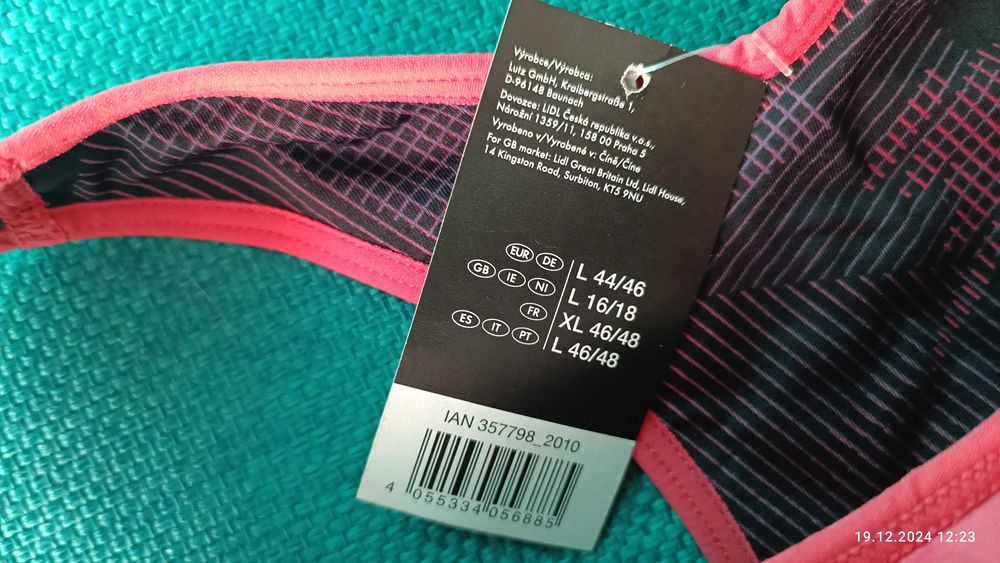 Výrobce/Výrobca:
Lutz GmbH, Kraibergstraße 1,
D-96148 Baunach
Dovozce: LIDL Česká republika v.o.s.,
Nárožní 1359/11, 158 00 Praha 5
Vyrobeno v/Vyrobené v: Číně/Číne
For GB market: Lidl Great Britain Ltd, Lidl House,
14 Kingston Road, Surbiton, KT5 9NU
EUR DE L 44/46
GB IE NI L 16/18
FR XL 46/48
ES IT PT L 46/48
IAN 357798_2010
4 055334 056885
19.12.2024 12:23